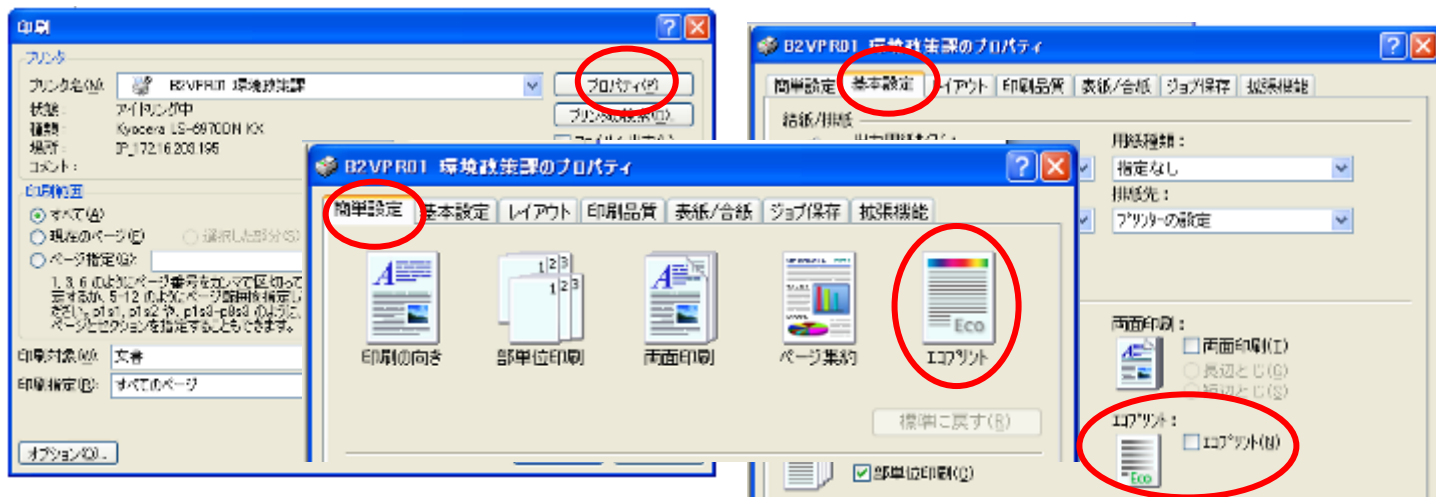 印刷
プリンタ
プリンタ名(N): B2VPR01 環境政策課
プロパティ(P)
状態: アイドリング中
種類: Kyocera LS-6970DN KX
場所: IP_172.16.203.195
コメント:
印刷範囲
すべて(A)
現在のページ(E) 選択した部分(S)
ページ指定(G):
印刷対象(W): 文書
印刷指定(R): すべてのページ
オプション(O)...
B2VPR01 環境政策課のプロパティ
簡単設定 基本設定 レイアウト 印刷品質 表紙/合紙 ジョブ保存 拡張機能
印刷の向き 部単位印刷 両面印刷 ページ集約 エコプリント
Eco
標準に戻す(R)
B2VPR01 環境政策課のプロパティ
簡単設定 基本設定 レイアウト 印刷品質 表紙/合紙 ジョブ保存 拡張機能
給紙/排紙
用紙種類:
指定なし
排紙先:
プリンターの設定
両面印刷:
両面印刷(I)
長辺とじ(G)
短辺とじ(S)
エコプリント:
エコプリント(N)
Eco
部単位印刷(C)